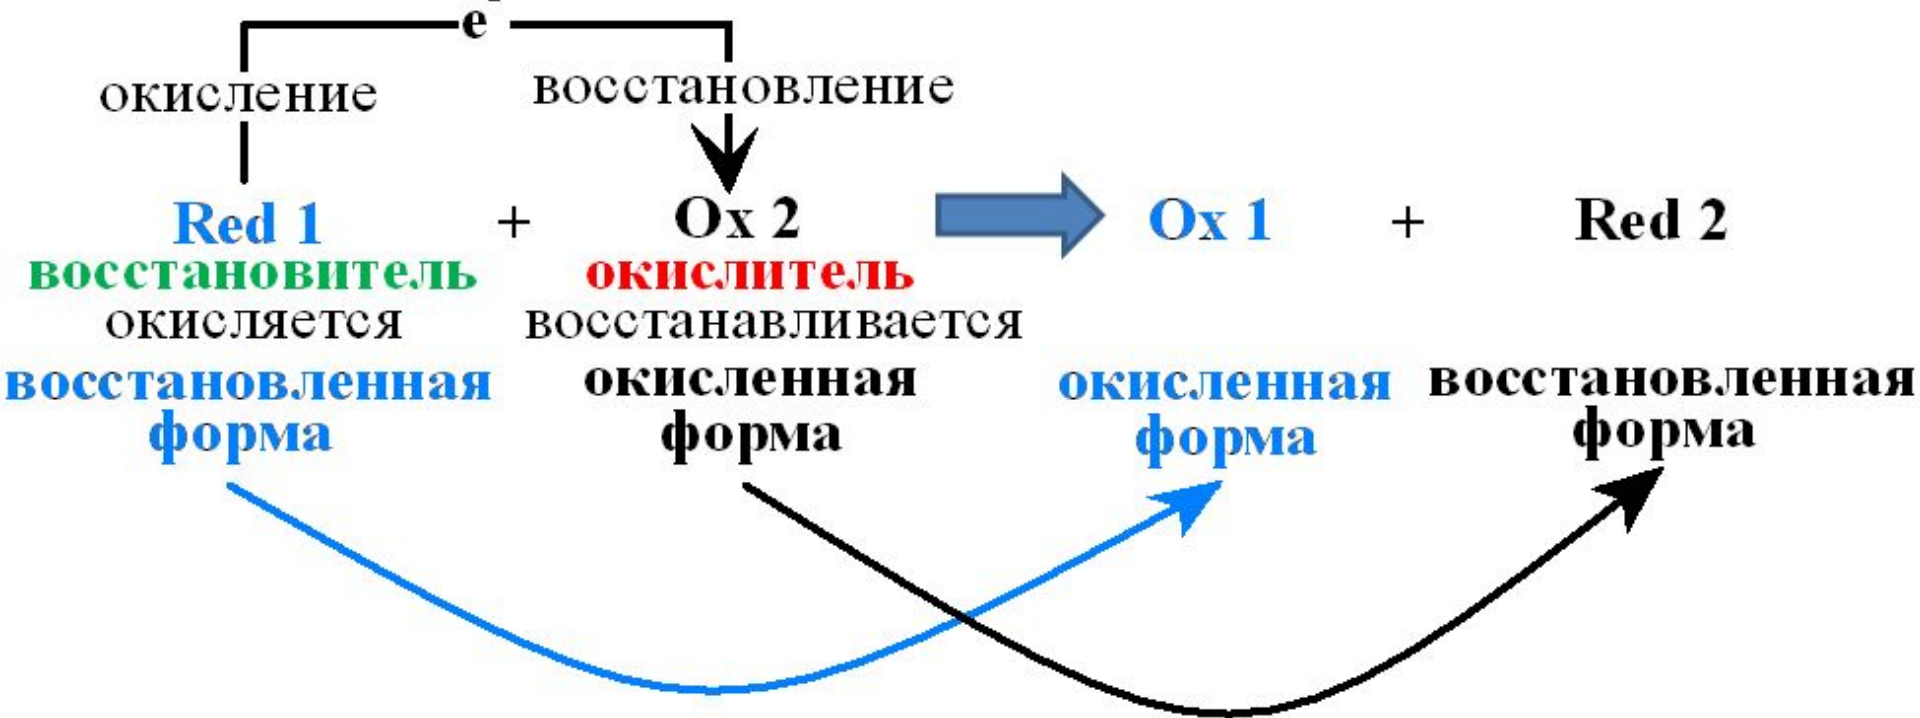 e-
окисление восстановление
Red 1 + Ox 2 Ox 1 + Red 2
восстановитель окислитель
окисляется восстанавливается
восстановленная окисленная окисленная восстановленная
форма форма форма форма